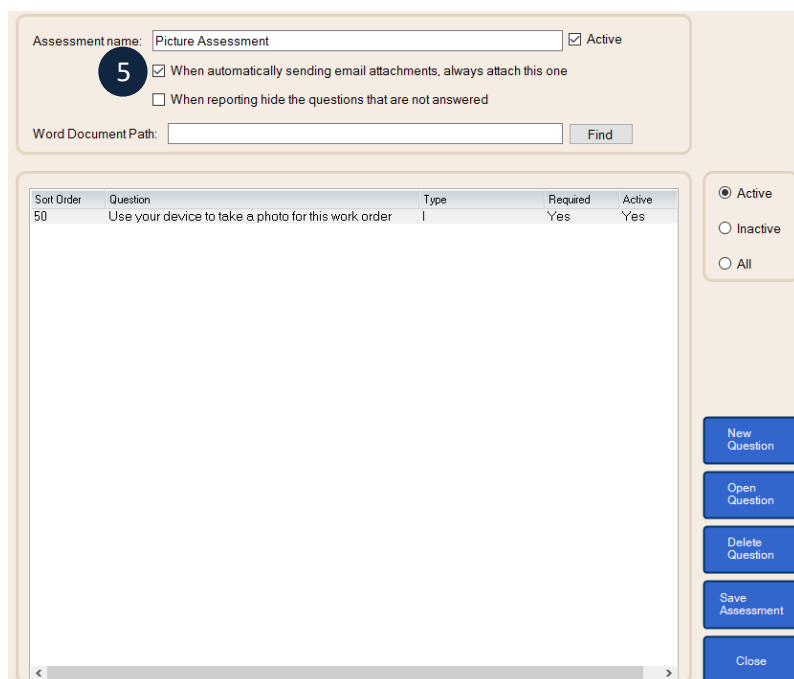 Assessment name: Picture Assessment Active
5 When automatically sending email attachments, always attach this one
When reporting hide the questions that are not answered
Word Document Path: Find
Sort Order Question Type Required Active
50 Use your device to take a photo for this work order I Yes Yes
Active
Inactive
All
New
Question
Open
Question
Delete
Question
Save
Assessment
Close